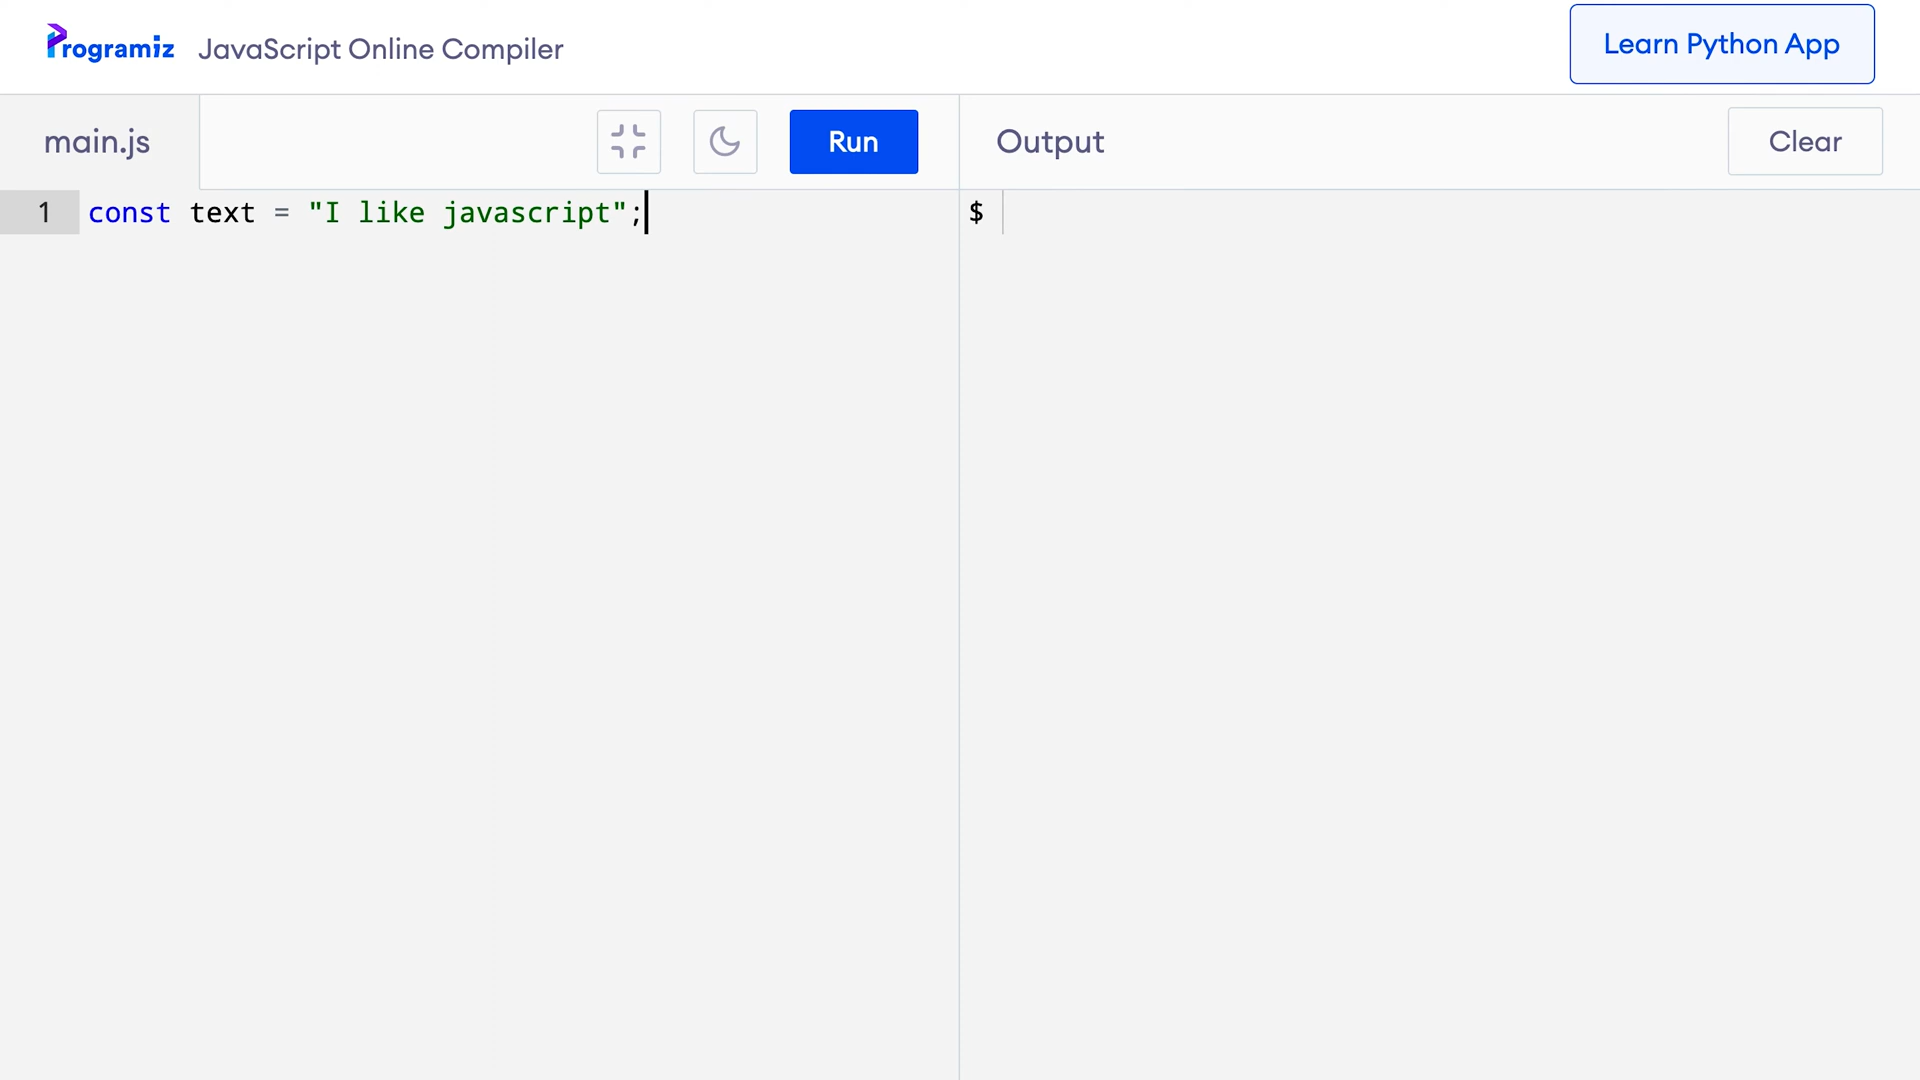 Programiz JavaScript Online Compiler
Learn Python App
main.js
Run
Output
Clear
1 const text = "I like javascript";
$